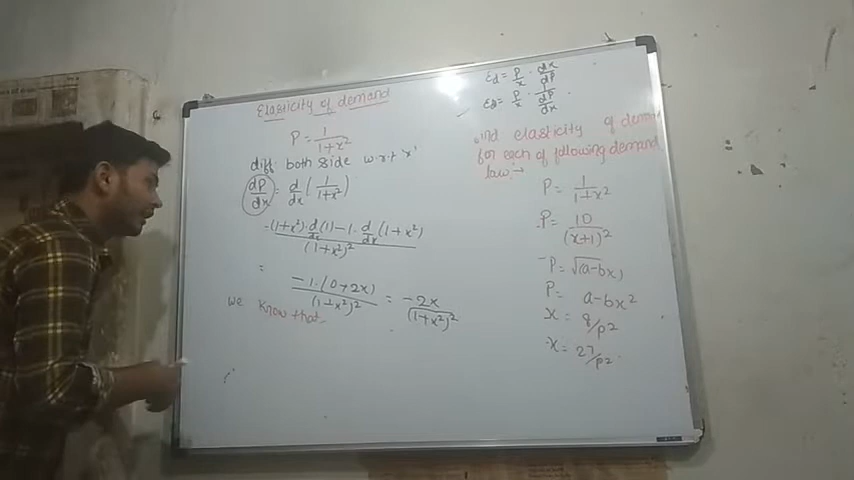 Elasticity of demand
P = 1/1+x²
diff. both side w.r.t 'x'
dP/dx = d/dx (1/1+x²)
(1+x²).d/dx(1) - 1.d/dx(1+x²)/(1+x²)²
= -1.(0+2x)/(1+x²)² = -2x/(1+x²)²
we know that
Ed = P/x . dx/dP
Ed = P/x . 1/dP/dx
ind elasticity of deman
for each of following demand
law:→
P = 1/1+x²
P = 10/(x+1)²
P = √(a-bx)
P = a-bx²
x = 8/p2
x = 27/p2